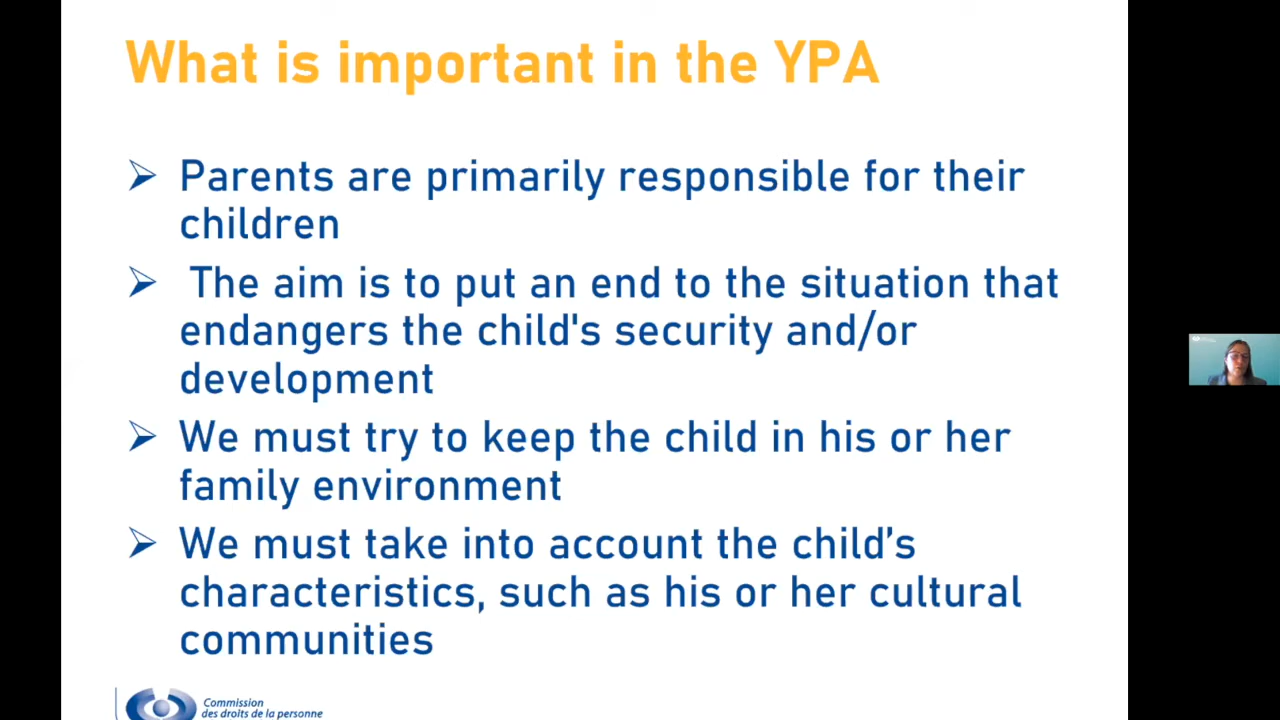 What is important in the YPA
Parents are primarily responsible for their
children
The aim is to put an end to the situation that
endangers the child's security and/or
development
We must try to keep the child in his or her
family environment
We must take into account the child’s
characteristics, such as his or her cultural
communities
Commission
des droits de la personne